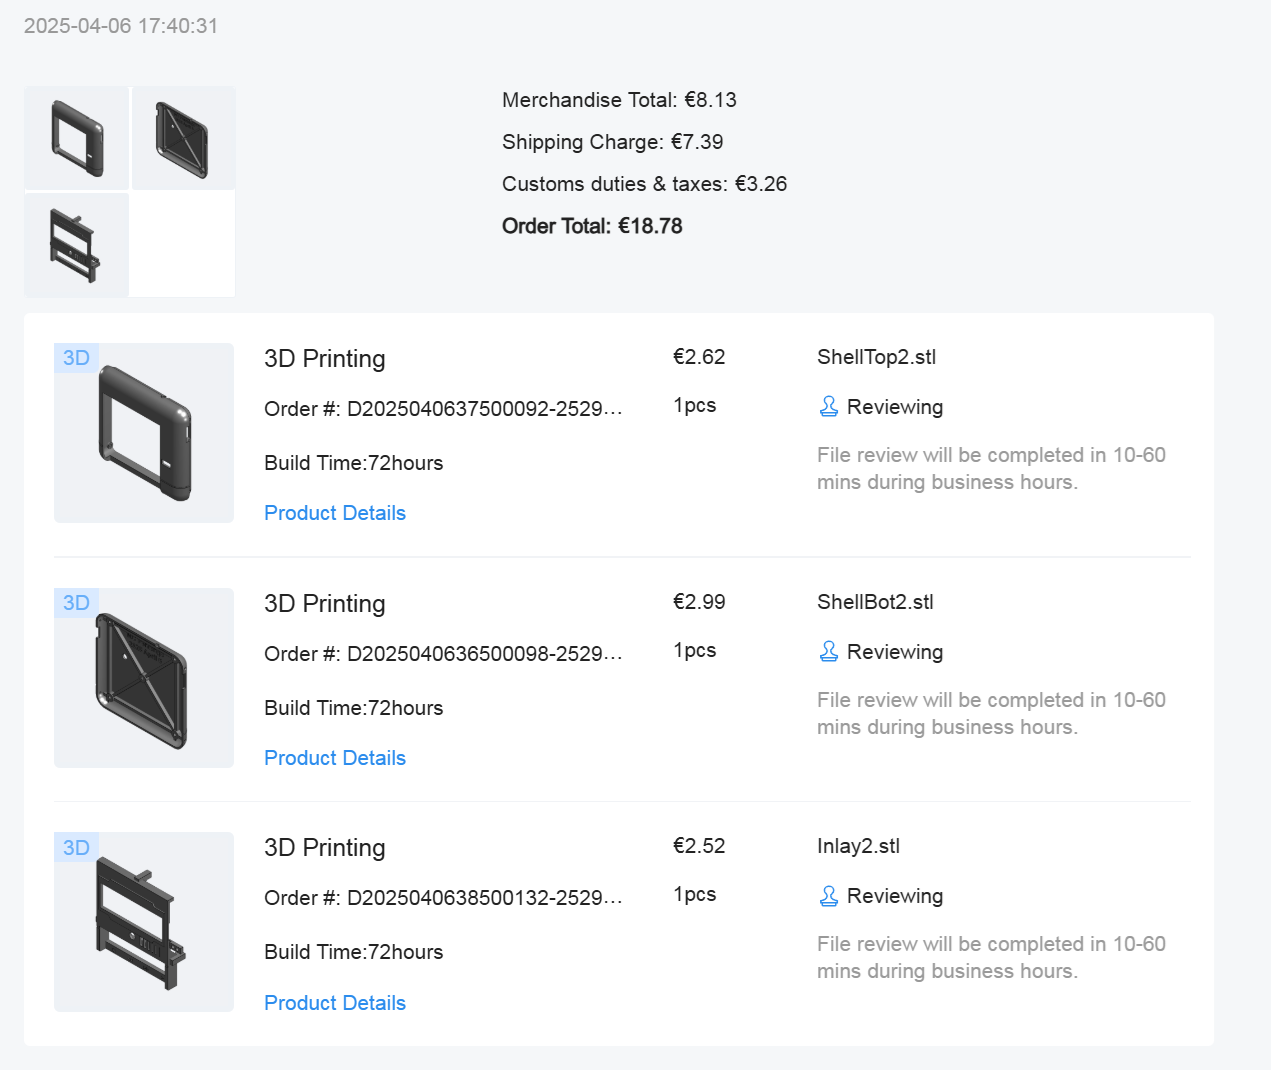 2025-04-06 17:40:31
Merchandise Total: €8.13
Shipping Charge: €7.39
Customs duties & taxes: €3.26
Order Total: €18.78
3D
3D Printing
€2.62
ShellTop2.stl
Order #: D2025040637500092-2529...
1pcs
Reviewing
Build Time:72hours
File review will be completed in 10-60
mins during business hours.
Product Details
3D
3D Printing
€2.99
ShellBot2.stl
Order #: D2025040636500098-2529...
1pcs
Reviewing
Build Time:72hours
File review will be completed in 10-60
mins during business hours.
Product Details
3D
3D Printing
€2.52
Inlay2.stl
Order #: D2025040638500132-2529...
1pcs
Reviewing
Build Time:72hours
File review will be completed in 10-60
mins during business hours.
Product Details